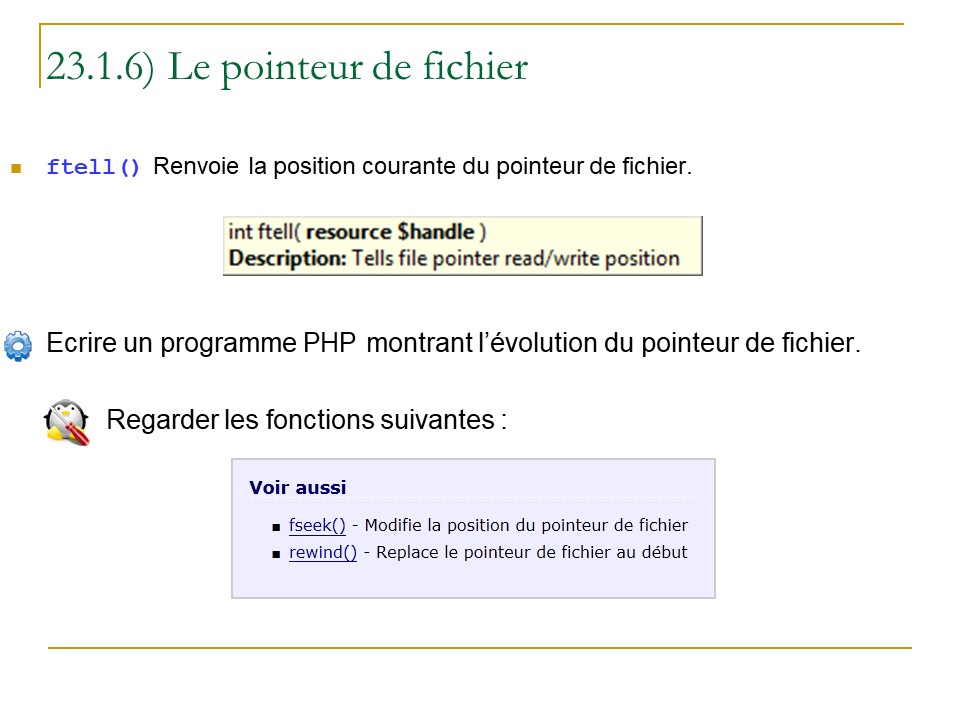 23.1.6) Le pointeur de fichier
ftell() Renvoie la position courante du pointeur de fichier.
int ftell( resource $handle )
Description: Tells file pointer read/write position
Ecrire un programme PHP montrant l’évolution du pointeur de fichier.
Regarder les fonctions suivantes :
Voir aussi
fseek() - Modifie la position du pointeur de fichier
rewind() - Replace le pointeur de fichier au début